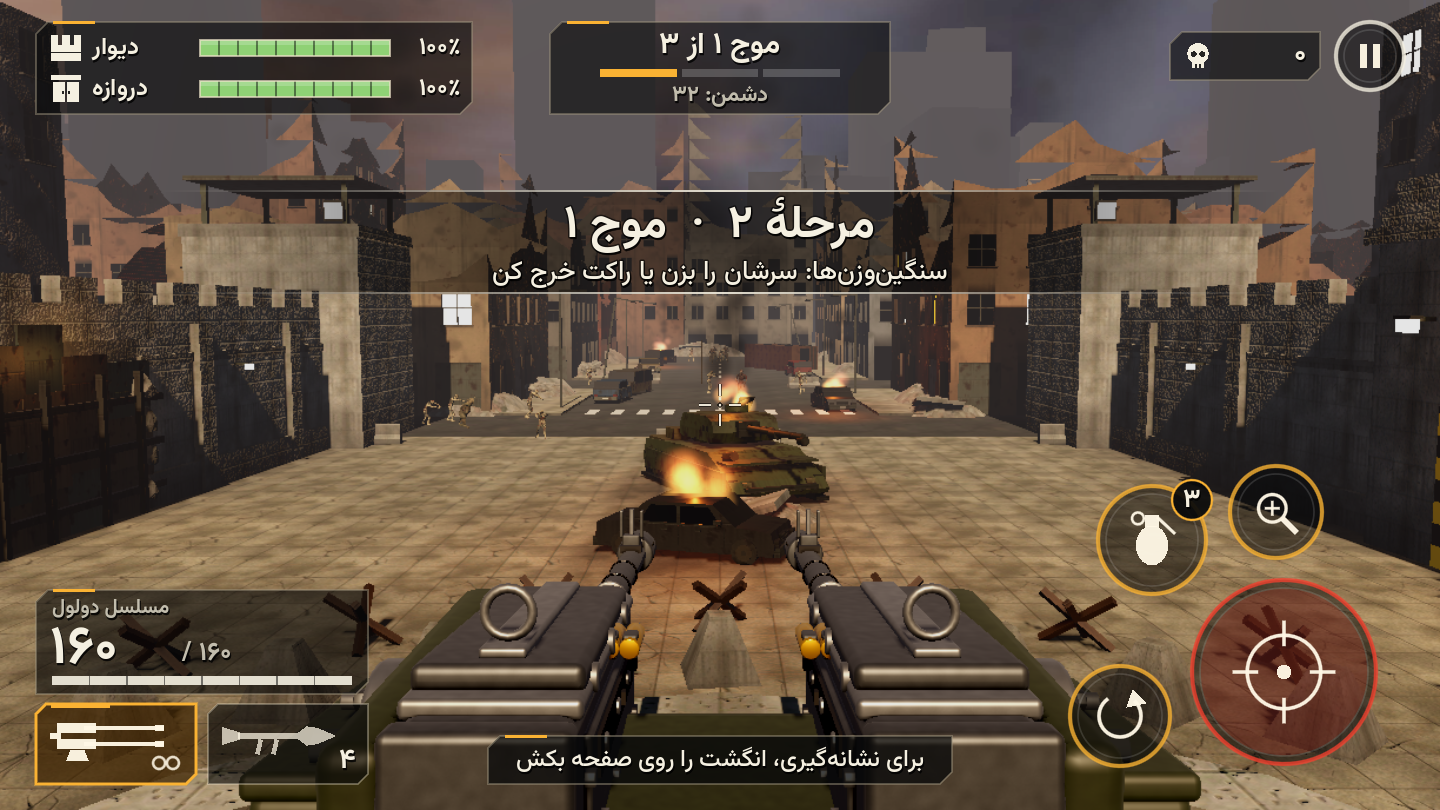 دیوار ۱۰۰٪
دروازه ۱۰۰٪
موج ۱ از ۳
دشمن: ۳۲
۰
مرحلهٔ ۲ · موج ۱
سنگین‌وزن‌ها: سرشان را بزن یا راکت خرج کن
۳
مسلسل دولول
۱۶۰ / ۱۶۰
∞
۴
برای نشانه‌گیری، انگشت را روی صفحه بکش